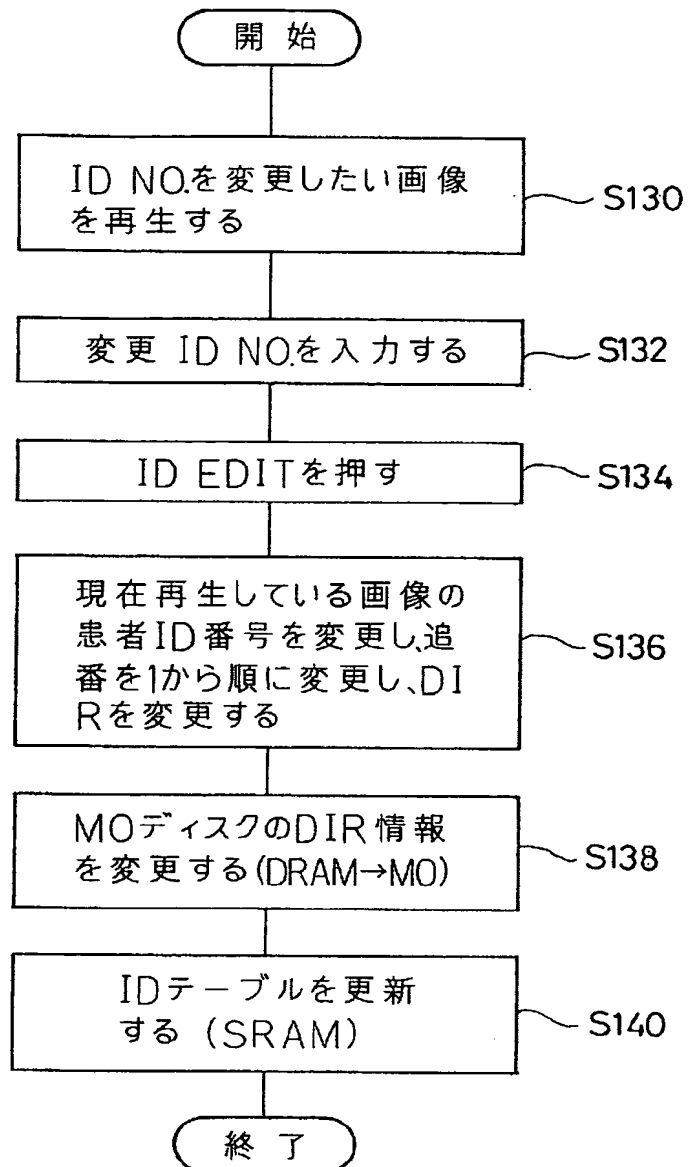 開始
ID NO.を変更したい画像
を再生する
S130
変更 ID NO.を入力する
S132
ID EDITを押す
S134
現在再生している画像の
患者ID番号を変更し、追
番を1から順に変更し、DI
Rを変更する
S136
MOディスクのDIR情報
を変更する(DRAM→MO)
S138
IDテーブルを更新
する (SRAM)
S140
終了